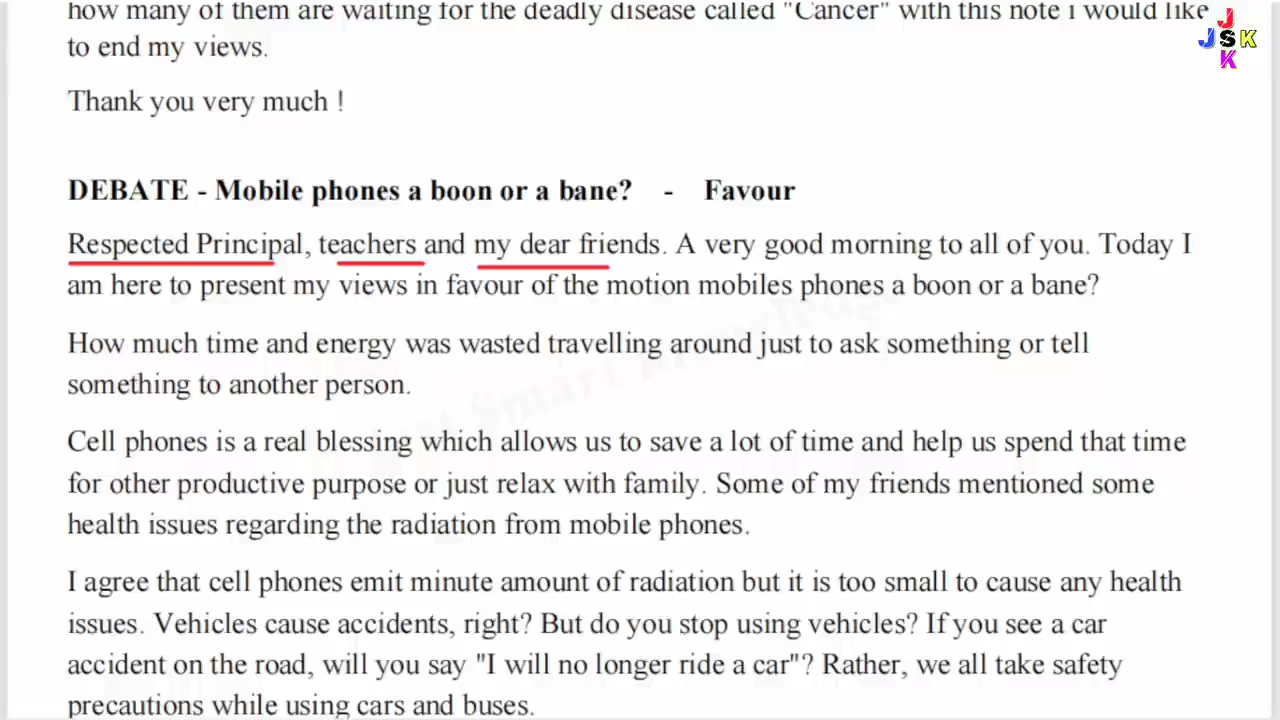 how many of them are waiting for the deadly disease called "Cancer" with this note i would like
to end my views.
Thank you very much !
DEBATE - Mobile phones a boon or a bane? - Favour
Respected Principal, teachers and my dear friends. A very good morning to all of you. Today I
am here to present my views in favour of the motion mobiles phones a boon or a bane?
How much time and energy was wasted travelling around just to ask something or tell
something to another person.
Cell phones is a real blessing which allows us to save a lot of time and help us spend that time
for other productive purpose or just relax with family. Some of my friends mentioned some
health issues regarding the radiation from mobile phones.
I agree that cell phones emit minute amount of radiation but it is too small to cause any health
issues. Vehicles cause accidents, right? But do you stop using vehicles? If you see a car
accident on the road, will you say "I will no longer ride a car"? Rather, we all take safety
precautions while using cars and buses.
J
JSK
K